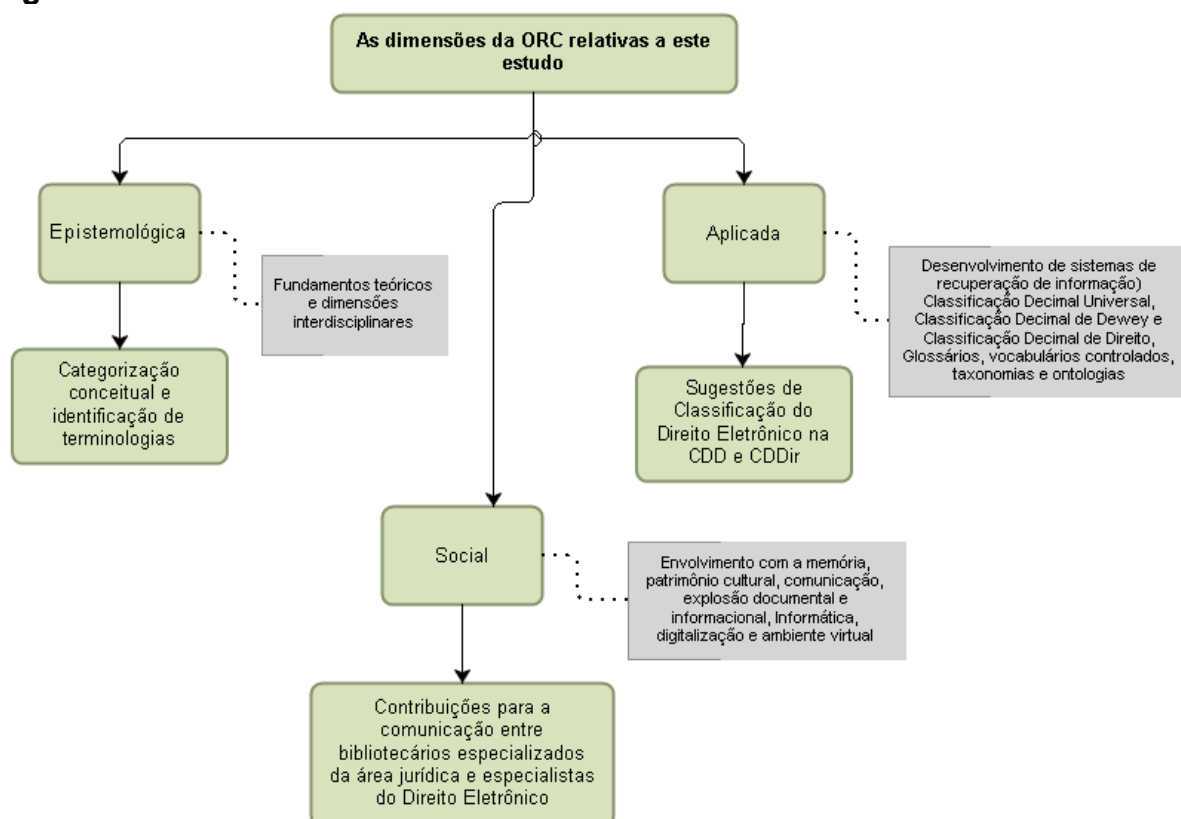 As dimensões da ORC relativas a este
estudo
Epistemológica
Fundamentos teóricos
e dimensões
interdisciplinares
Categorização
conceitual e
identificação de
terminologias
Aplicada
Desenvolvimento de sistemas de
recuperação de informação)
Classificação Decimal Universal,
Classificação Decimal de Dewey e
Classificação Decimal de Direito,
Glossários, vocabulários controlados,
taxonomias e ontologias
Sugestões de
Classificação do
Direito Eletrônico na
CDD e CDDir
Social
Envolvimento com a memória,
patrimônio cultural, comunicação,
explosão documental e
informacional, Informática,
digitalização e ambiente virtual
Contribuições para a
comunicação entre
bibliotecários especializados
da área jurídica e especialistas
do Direito Eletrônico